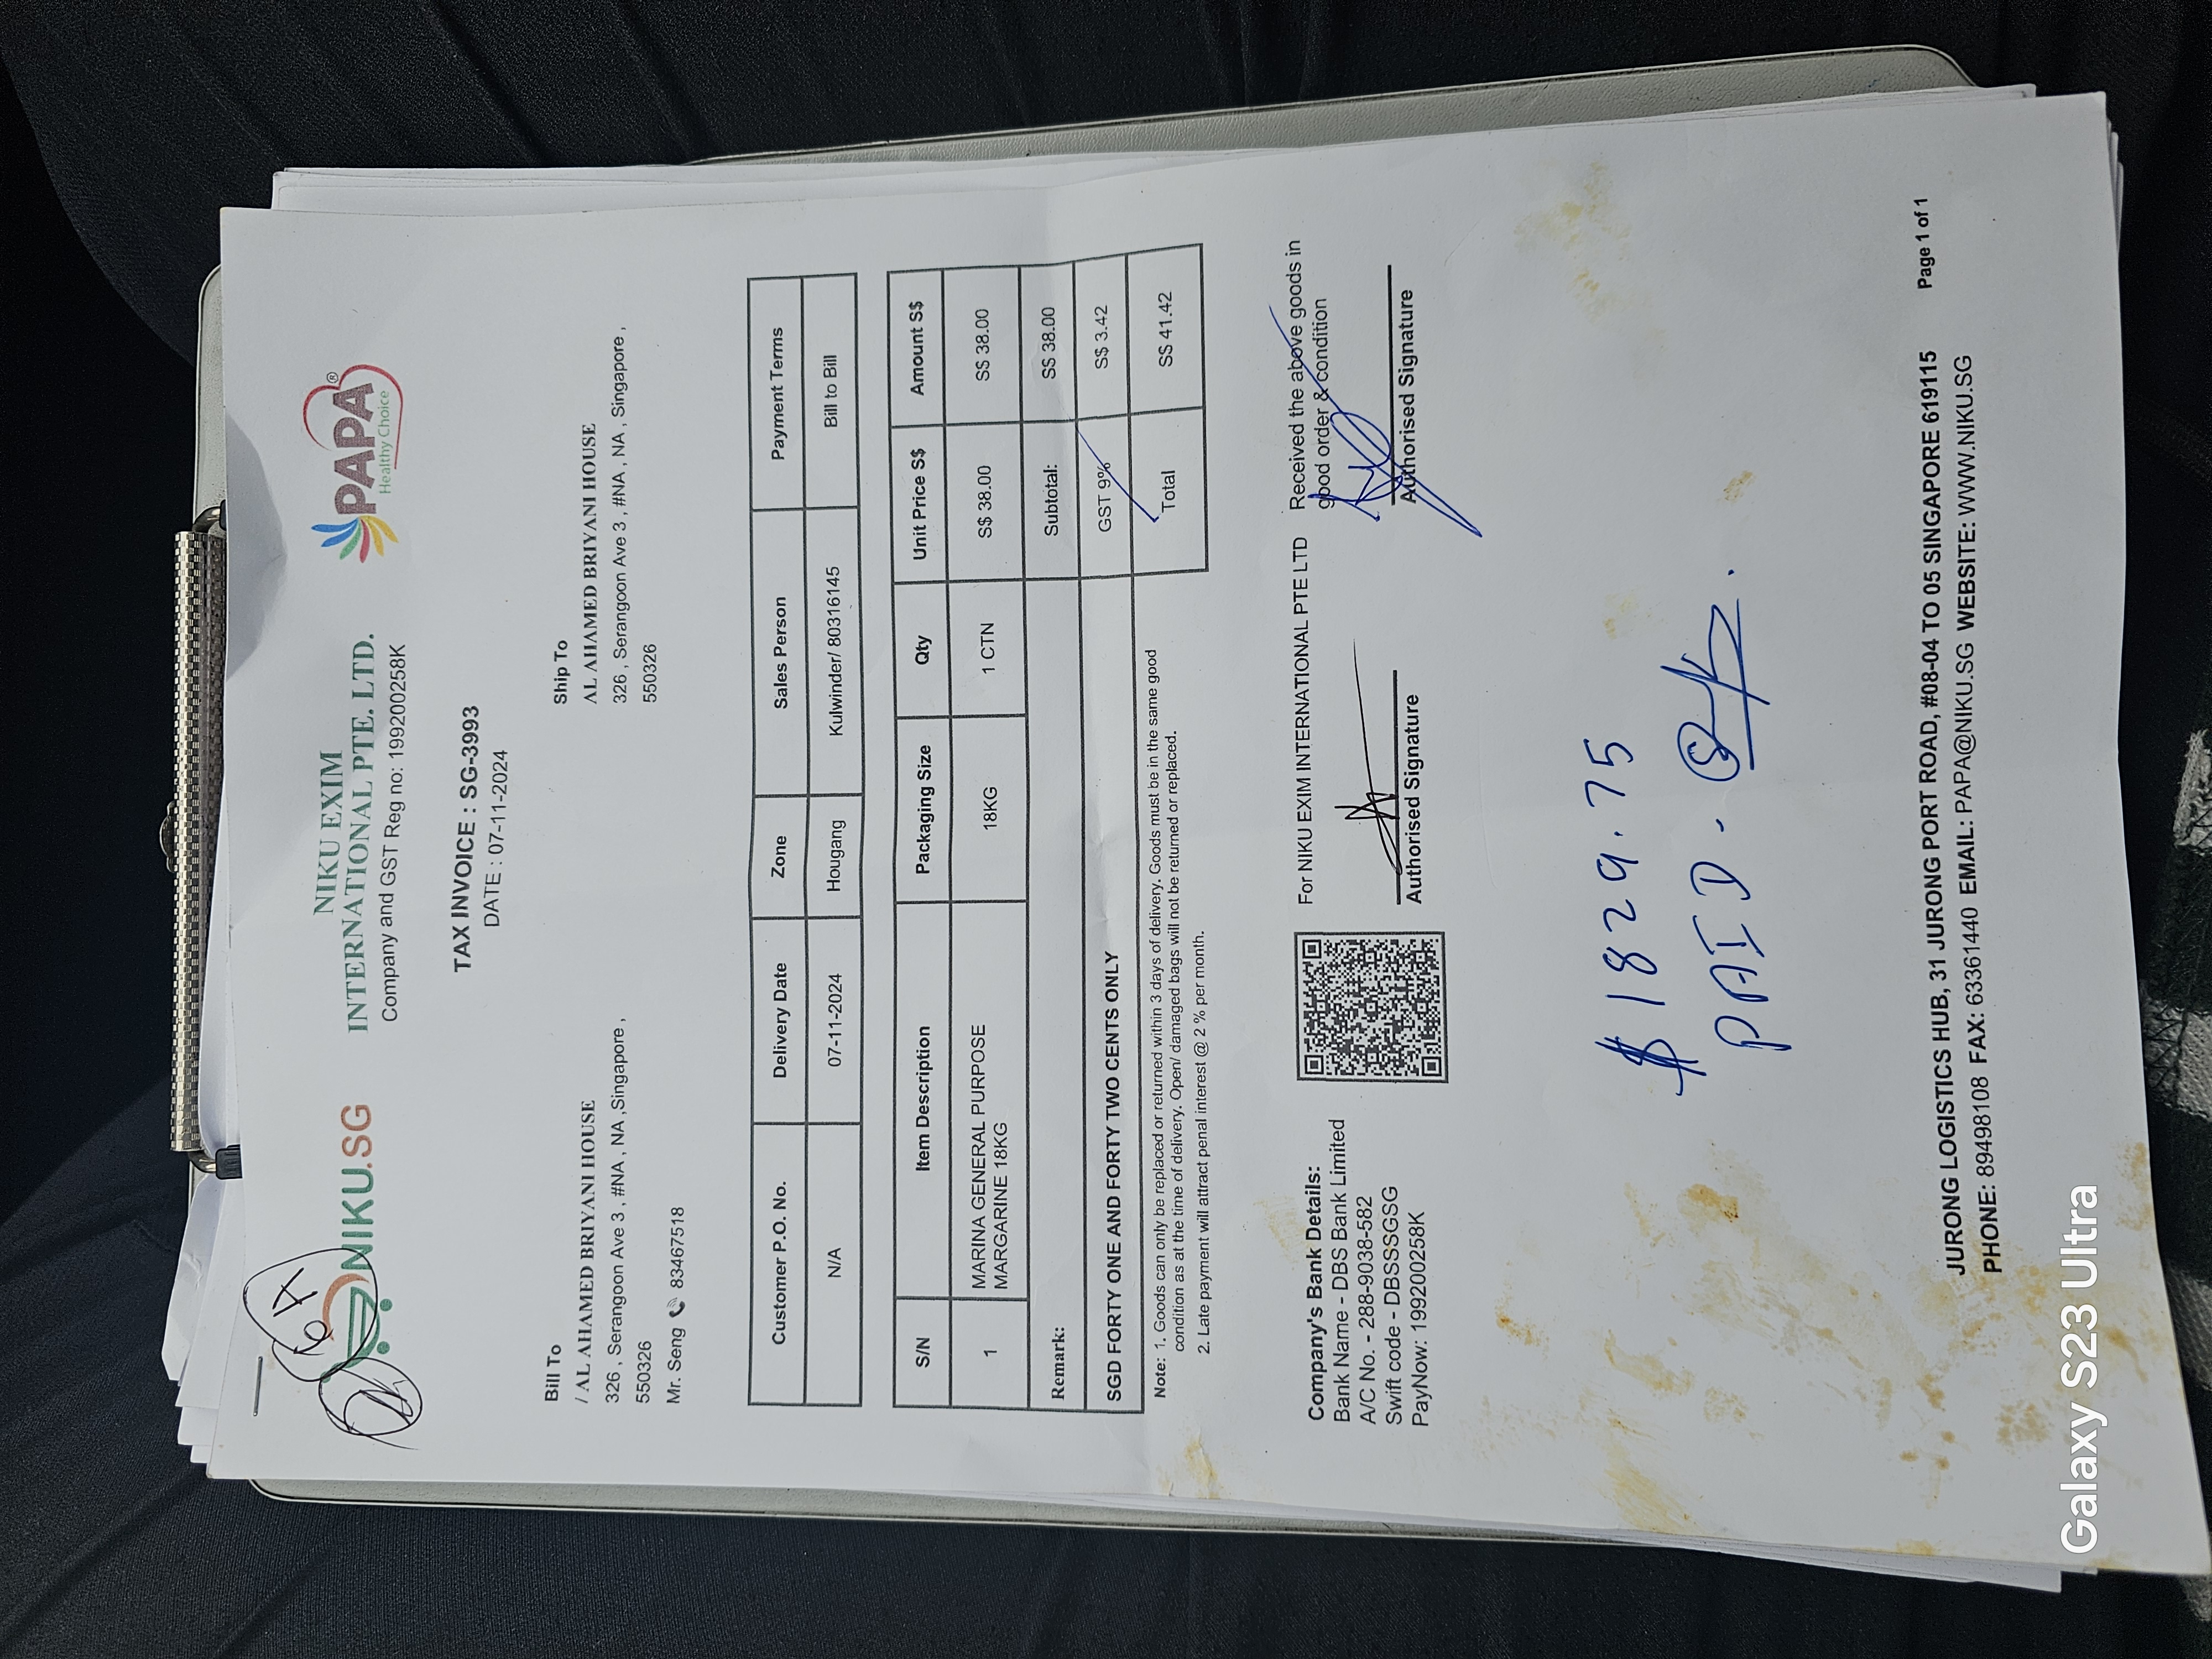 64
NIKU.SG
NIKU EXIM
INTERNATIONAL PTE. LTD.
Company and GST Reg no: 199200258K
PAPA®
Healthy Choice
TAX INVOICE : SG-3993
DATE : 07-11-2024
Bill To
/ AL AHAMED BRIYANI HOUSE
326 , Serangoon Ave 3 , #NA , NA ,Singapore ,
550326
Mr. Seng 83467518
Ship To
AL AHAMED BRIYANI HOUSE
326 , Serangoon Ave 3 , #NA , NA , Singapore ,
550326
Customer P.O. No. Delivery Date Zone Sales Person Payment Terms
N/A 07-11-2024 Hougang Kulwinder/ 80316145 Bill to Bill
S/N Item Description Packaging Size Qty Unit Price S$ Amount S$
1 MARINA GENERAL PURPOSE 18KG 1 CTN S$ 38.00 S$ 38.00
MARGARINE 18KG
Remark: Subtotal: S$ 38.00
GST 9% S$ 3.42
SGD FORTY ONE AND FORTY TWO CENTS ONLY Total S$ 41.42
Note: 1. Goods can only be replaced or returned within 3 days of delivery. Goods must be in the same good
condition as at the time of delivery. Open/ damaged bags will not be returned or replaced.
2. Late payment will attract penal interest @ 2 % per month.
Company's Bank Details:
Bank Name - DBS Bank Limited
A/C No. - 288-9038-582
Swift code - DBSSSGSG
PayNow: 199200258K
For NIKU EXIM INTERNATIONAL PTE LTD
Authorised Signature
Received the above goods in
good order & condition
Authorised Signature
$1829.75
PAID.
JURONG LOGISTICS HUB, 31 JURONG PORT ROAD, #08-04 TO 05 SINGAPORE 619115
PHONE: 89498108 FAX: 63361440 EMAIL: PAPA@NIKU.SG WEBSITE: WWW.NIKU.SG
Page 1 of 1
Galaxy S23 Ultra